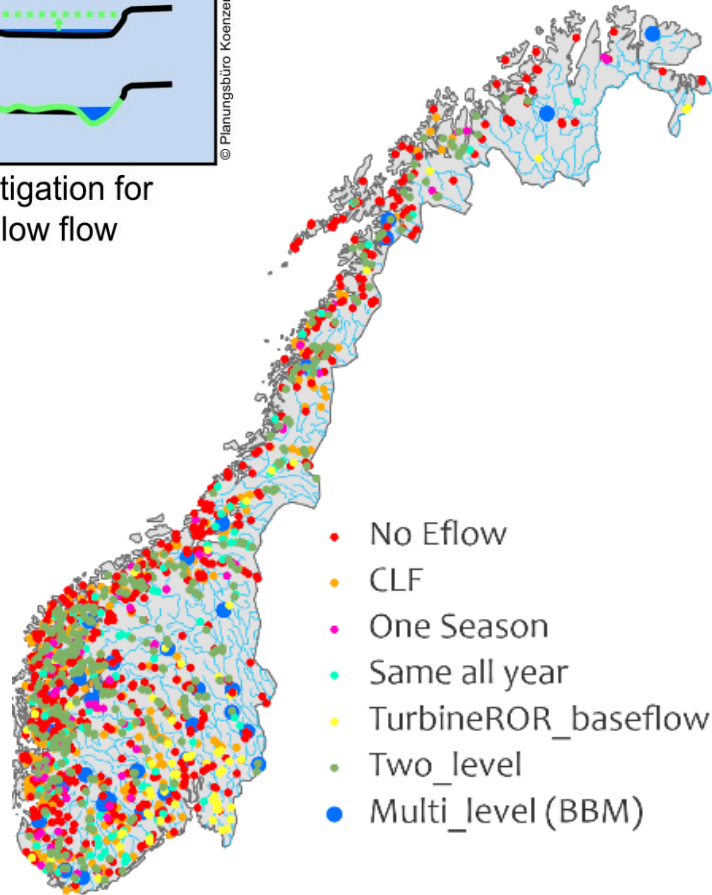 © Planungsbüro Koenzen
tigation for
low flow
No Eflow
CLF
One Season
Same all year
TurbineROR_baseflow
Two_level
Multi_level (BBM)